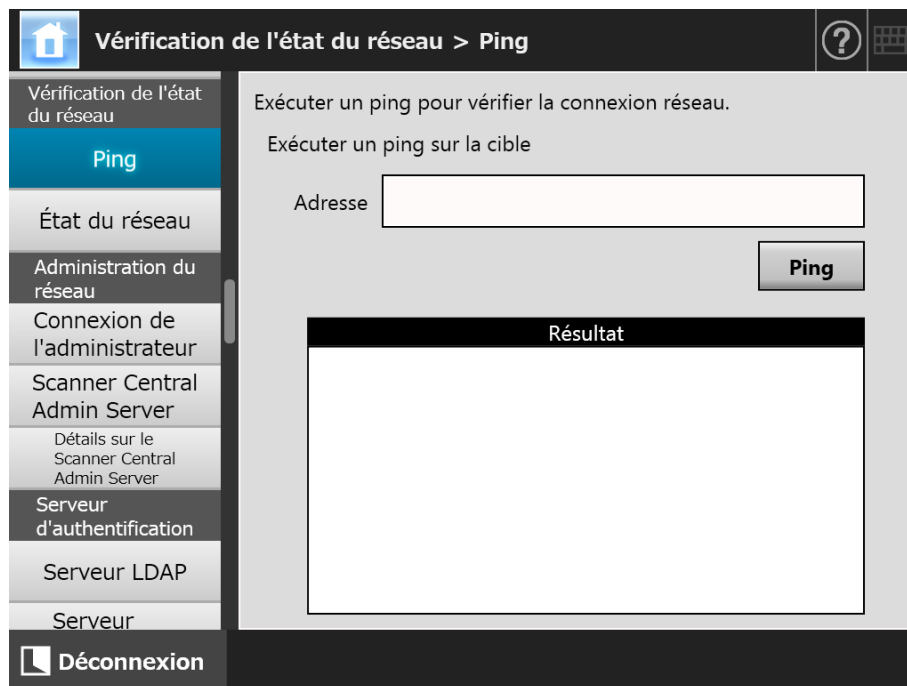 Vérification de l'état du réseau > Ping
?
Vérification de l'état
du réseau
Ping
État du réseau
Administration du
réseau
Connexion de
l'administrateur
Scanner Central
Admin Server
Détails sur le
Scanner Central
Admin Server
Serveur
d'authentification
Serveur LDAP
Serveur
Déconnexion
Exécuter un ping pour vérifier la connexion réseau.
Exécuter un ping sur la cible
Adresse
Ping
Résultat